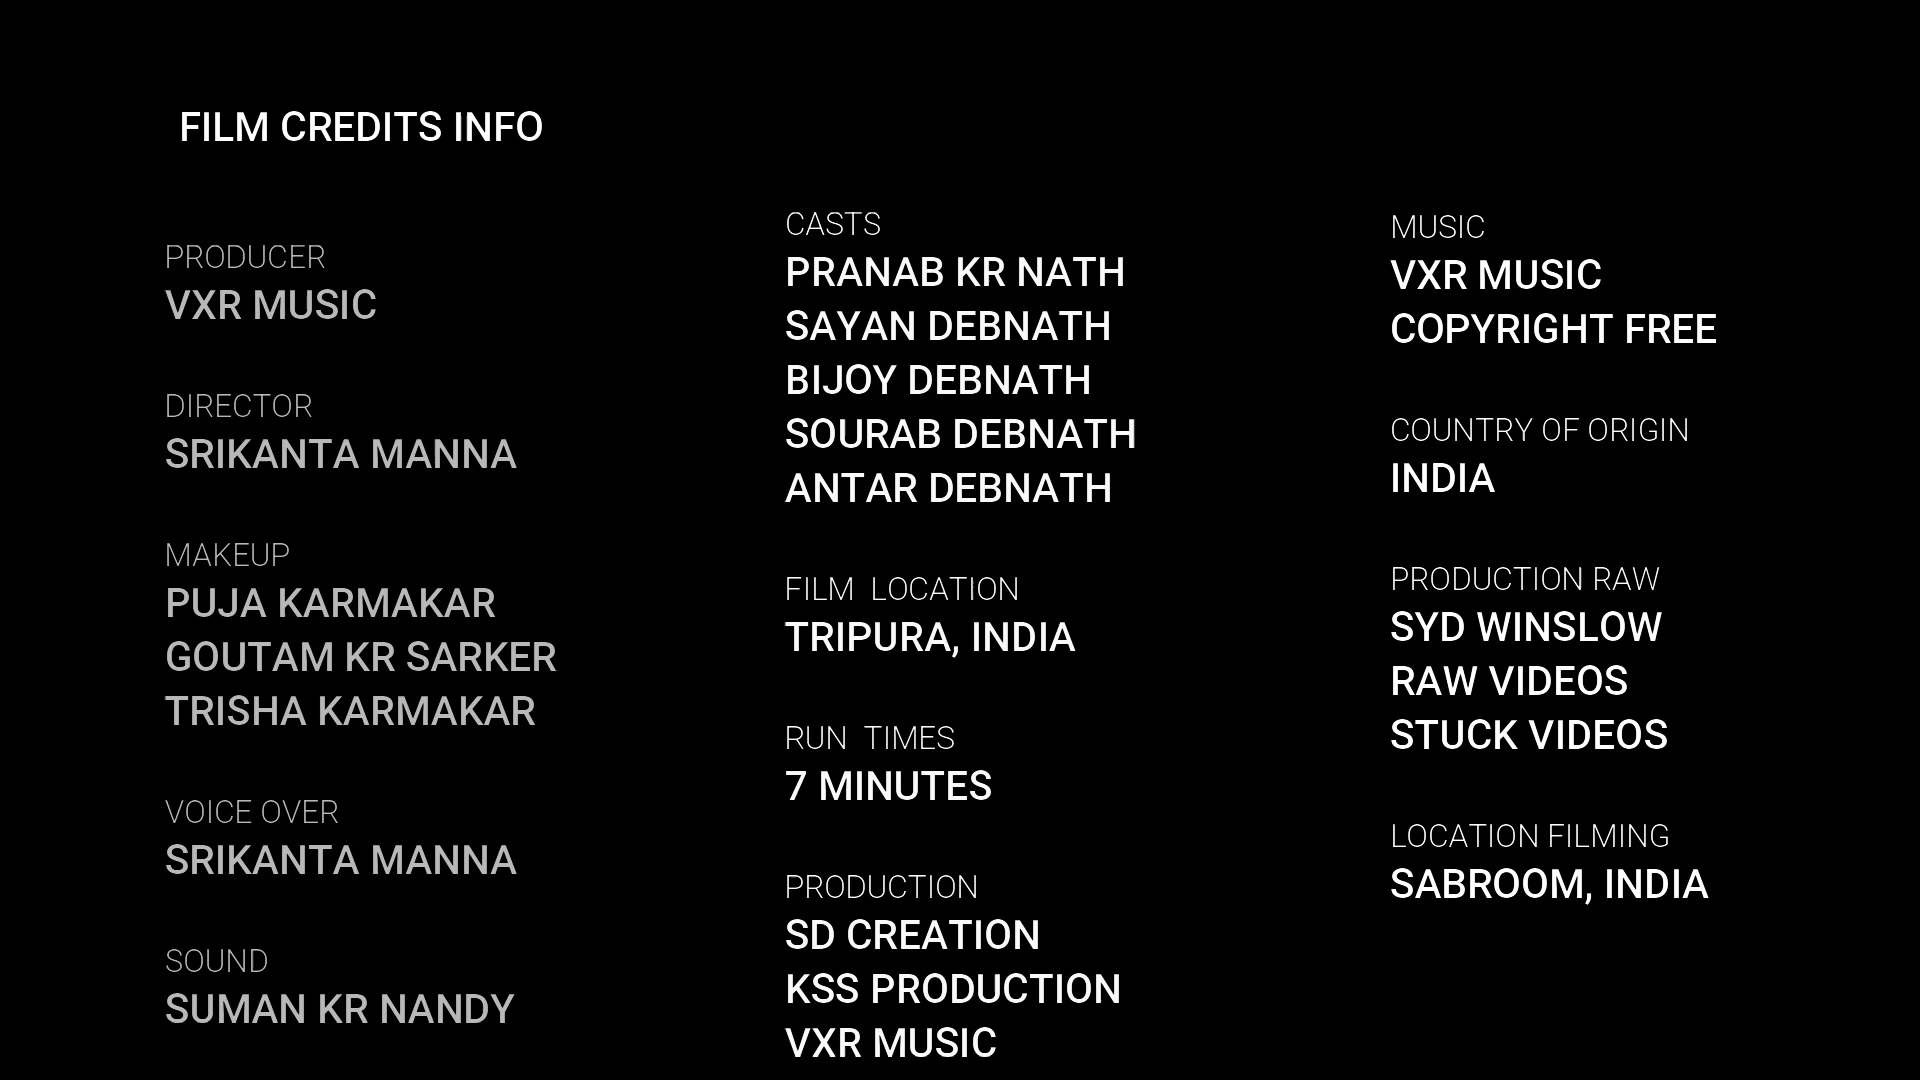 FILM CREDITS INFO
PRODUCER
VXR MUSIC
DIRECTOR
SRIKANTA MANNA
MAKEUP
PUJA KARMAKAR
GOUTAM KR SARKER
TRISHA KARMAKAR
VOICE OVER
SRIKANTA MANNA
SOUND
SUMAN KR NANDY
CASTS
PRANAB KR NATH
SAYAN DEBNATH
BIJOY DEBNATH
SOURAB DEBNATH
ANTAR DEBNATH
FILM LOCATION
TRIPURA, INDIA
RUN TIMES
7 MINUTES
PRODUCTION
SD CREATION
KSS PRODUCTION
VXR MUSIC
MUSIC
VXR MUSIC
COPYRIGHT FREE
COUNTRY OF ORIGIN
INDIA
PRODUCTION RAW
SYD WINSLOW
RAW VIDEOS
STUCK VIDEOS
LOCATION FILMING
SABROOM, INDIA